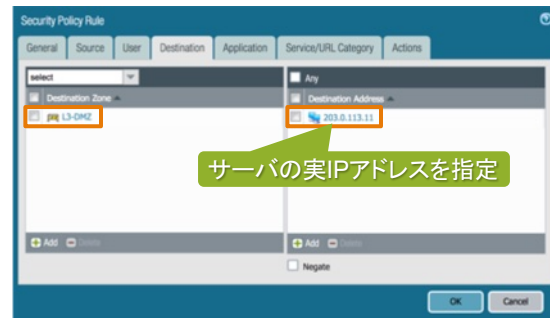 Security Policy Rule
General Source User Destination Application Service/URL Category Actions
select
Any
Destination Zone
Destination Address
L3-DMZ
203.0.113.11
サーバの実IPアドレスを指定
Add Delete
Add Delete
Negate
OK Cancel